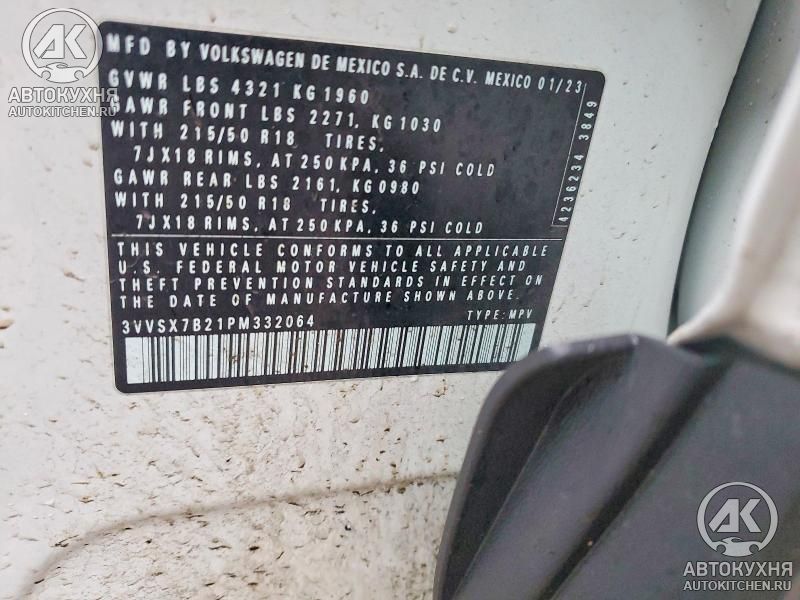 MFD BY VOLKSWAGEN DE MEXICO S.A. DE C.V. MEXICO 01/23
GVWR LBS 4321 KG 1960
GAWR FRONT LBS 2271, KG 1030
WITH 215/50 R18 TIRES,
7JX18 RIMS, AT 250 KPA, 36 PSI COLD
GAWR REAR LBS 2161, KG0980
WITH 215/50 R18 TIRES,
7JX18 RIMS, AT 250 KPA, 36 PSI COLD
THIS VEHICLE CONFORMS TO ALL APPLICABLE
U.S. FEDERAL MOTOR VEHICLE SAFETY AND
THEFT PREVENTION STANDARDS IN EFFECT ON
THE DATE OF MANUFACTURE SHOWN ABOVE.
3VVSX7B21PM332064 TYPE: MPV
4236234 3849
АК
АВТОКУХНЯ
AUTOKITCHEN.RU
АК
АВТОКУХНЯ
AUTOKITCHEN.RU